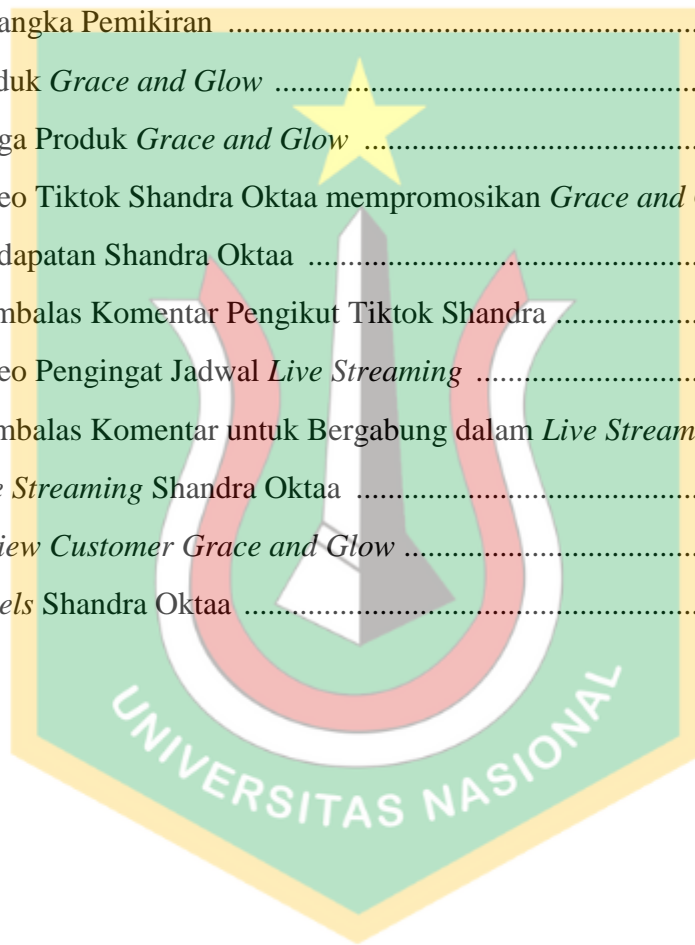 angka Pemikiran ........................................................
duk Grace and Glow ........................................................
ga Produk Grace and Glow ........................................................
eo Tiktok Shandra Oktaa mempromosikan Grace and
dapatan Shandra Oktaa ........................................................
mbalas Komentar Pengikut Tiktok Shandra ........................................................
eo Pengingat Jadwal Live Streaming ........................................................
mbalas Komentar untuk Bergabung dalam Live Stream
e Streaming Shandra Oktaa ........................................................
view Customer Grace and Glow ........................................................
els Shandra Oktaa ........................................................
UNIVERSITAS NASIONAL